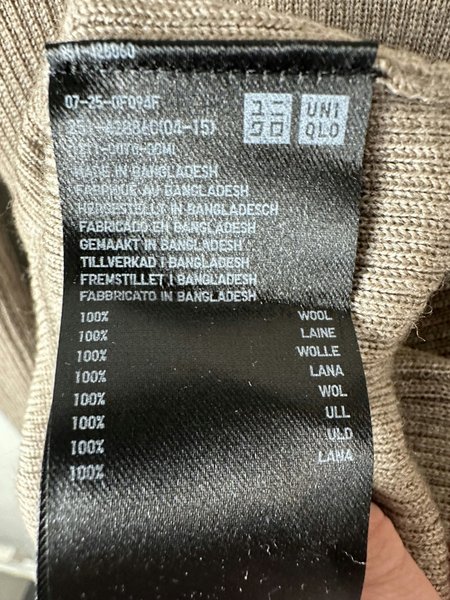 07-25-0F094F
MADE IN BANGLADESH
FABRIQUE AU BANGLADESH
HERGESTELLT IN BANGLADESCH
FABRICADO EN BANGLADESH
GEMAAKT IN BANGLADESH
TILLVERKAD I BANGLADESH
FREMSTILLET I BANGLADESH
FABBRICATO IN BANGLADESH
UNI
QLO
100% WOOL
100% LAINE
100% WOLLE
100% LANA
100% WOL
100% ULL
100% ULD
100% LANA